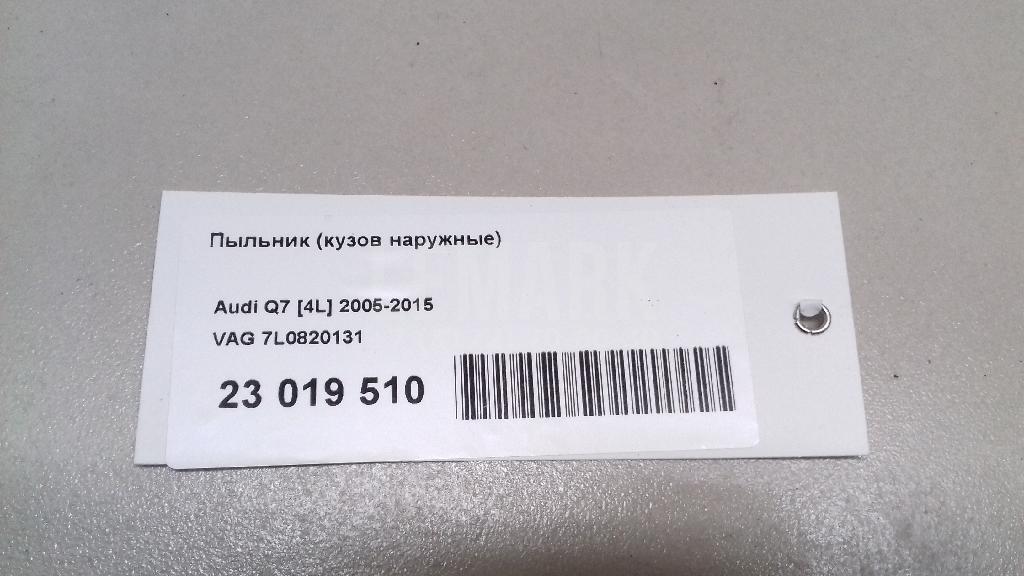 Пыльник (кузов наружные)
Audi Q7 [4L] 2005-2015
VAG 7L0820131
23 019 510